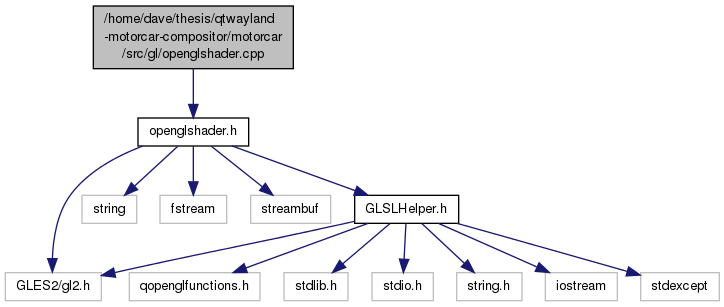 /home/dave/thesis/qtwayland
-motorcar-compositor/motorcar
/src/gl/openglshader.cpp
openglshader.h
string
fstream
streambuf
GLSLHelper.h
GLES2/gl2.h
qopenglfunctions.h
stdlib.h
stdio.h
string.h
iostream
stdexcept